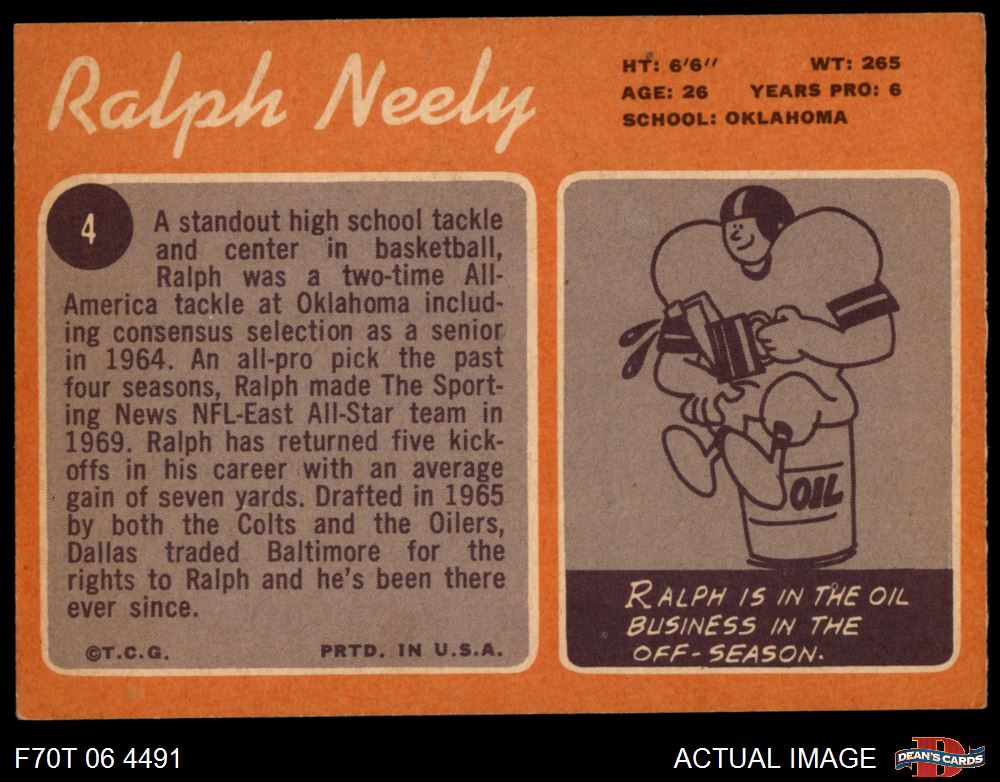 Ralph Neely
HT: 6'6" WT: 265
AGE: 26 YEARS PRO: 6
SCHOOL: OKLAHOMA
4
A standout high school tackle
and center in basketball,
Ralph was a two-time All-
America tackle at Oklahoma includ-
ing consensus selection as a senior
in 1964. An all-pro pick the past
four seasons, Ralph made The Sport-
ing News NFL-East All-Star team in
1969. Ralph has returned five kick-
offs in his career with an average
gain of seven yards. Drafted in 1965
by both the Colts and the Oilers,
Dallas traded Baltimore for the
rights to Ralph and he's been there
ever since.
©T.C.G. PRTD. IN U.S.A.
OIL
RALPH IS IN THE OIL
BUSINESS IN THE
OFF-SEASON.
F70T 06 4491
ACTUAL IMAGE
D
DEAN'S CARDS